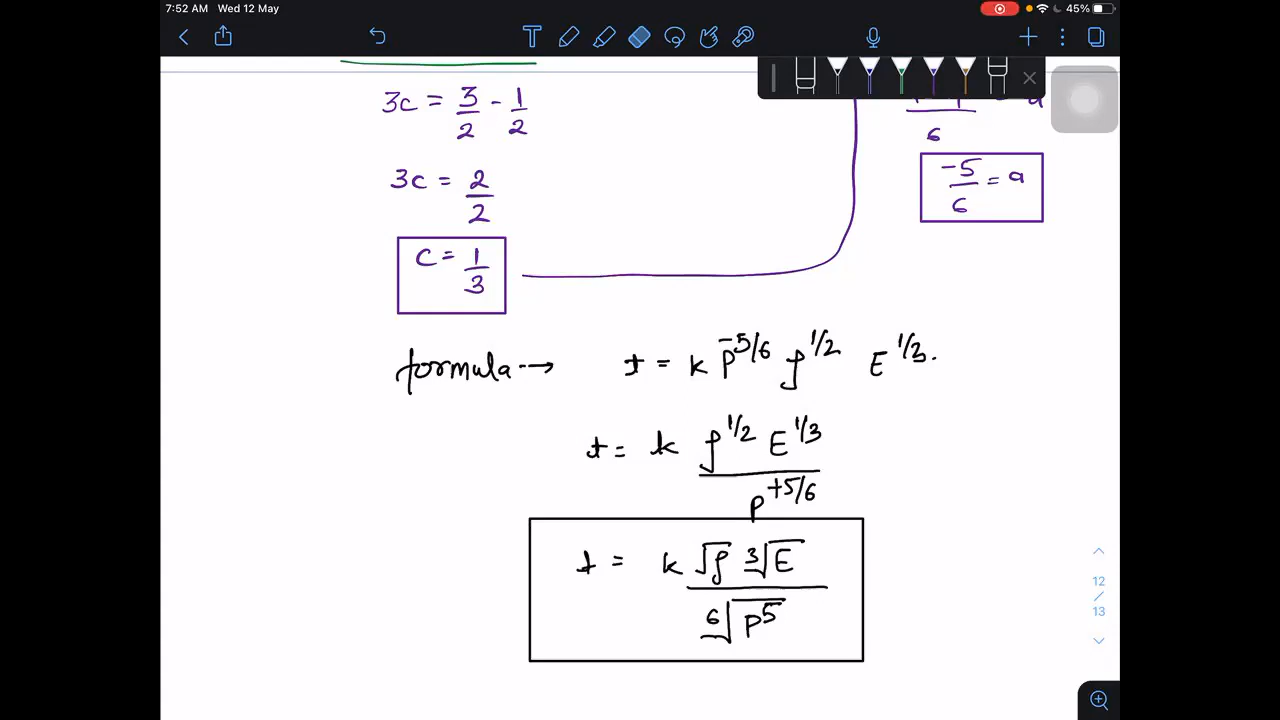 7:52 AM Wed 12 May
45%
3c = 3/2 - 1/2
3c = 2/2
c = 1/3
6
-5/6 = a
formula → t = k P^-5/6 ρ^1/2 E^1/3.
t = k ρ^1/2 E^1/3 / P^+5/6
t = k √ρ ³√E / ⁶√P^5
12
/
13